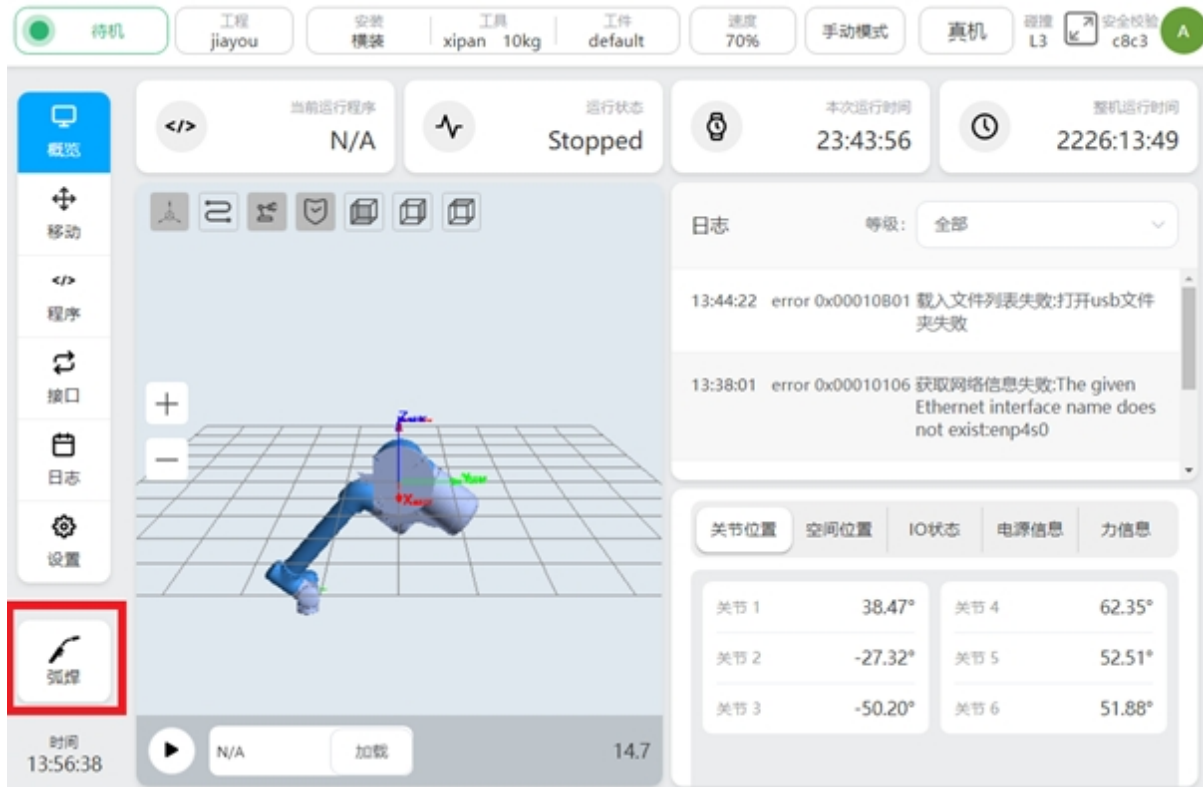 待机
工程
jiayou
安装
横装
工具
xipan 10kg
工件
default
速度
70%
手动模式
真机
碰撞
L3
安全校验
c8c3
A
概览
移动
程序
接口
日志
设置
弧焊
时间
13:56:38
</>
当前运行程序
N/A
运行状态
Stopped
本次运行时间
23:43:56
整机运行时间
2226:13:49
日志
等级:
全部
13:44:22 error 0x00010B01 载入文件列表失败:打开usb文件
夹失败
13:38:01 error 0x00010106 获取网络信息失败:The given
Ethernet interface name does
not exist:enp4s0
N/A
加载
14.7
关节位置 空间位置 IO状态 电源信息 力信息
关节 1 38.47° 关节 4 62.35°
关节 2 -27.32° 关节 5 52.51°
关节 3 -50.20° 关节 6 51.88°